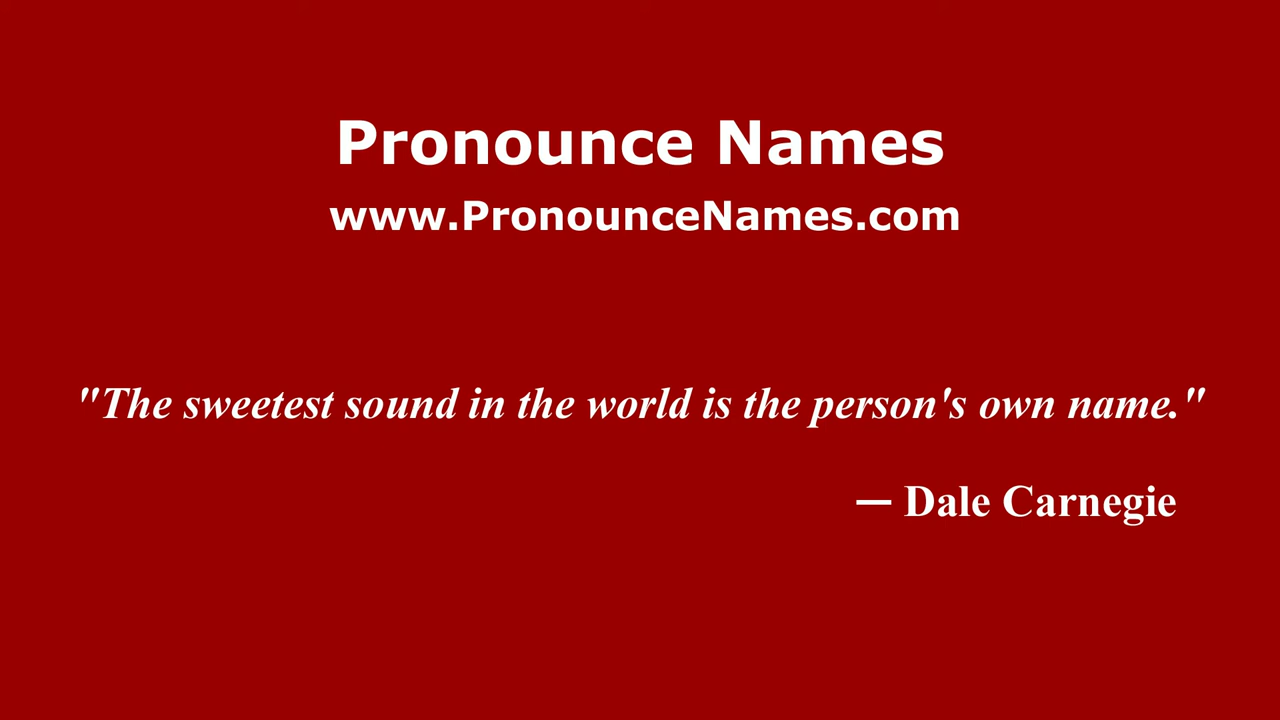 Pronounce Names
www.PronounceNames.com
"The sweetest sound in the world is the person's own name."
— Dale Carnegie